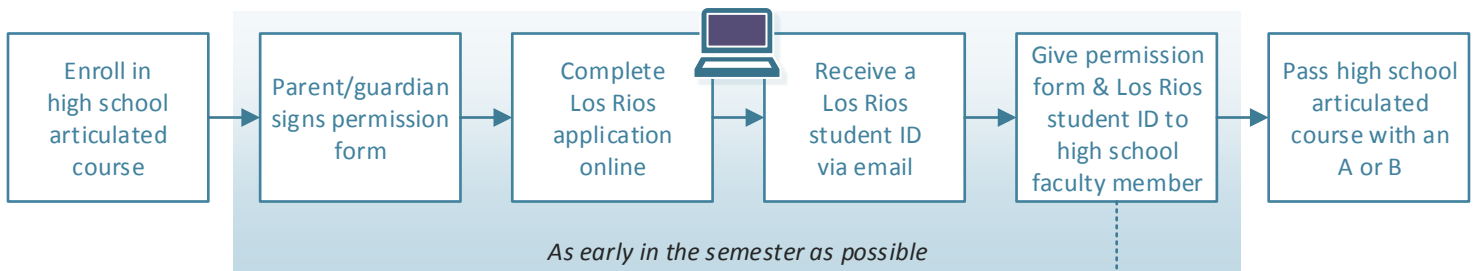 Enroll in
high school
articulated
course
Parent/guardian
signs permission
form
Complete
Los Rios
application
online
Receive a
Los Rios
student ID
via email
Give permission
form & Los Rios
student ID to
high school
faculty member
Pass high school
articulated
course with an
A or B
As early in the semester as possible